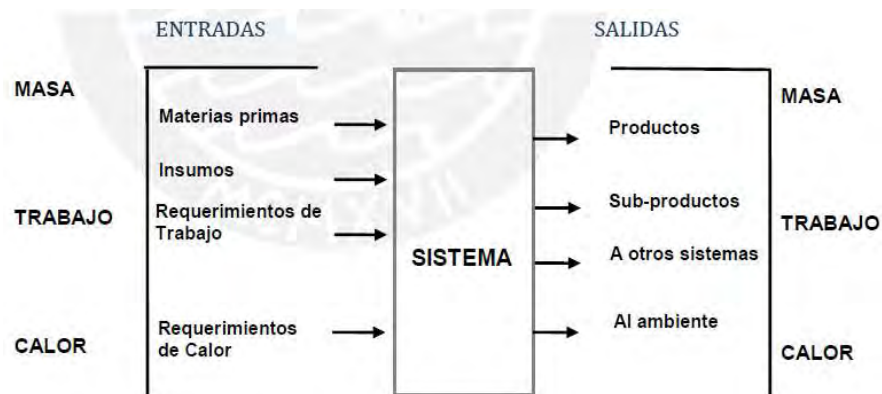 ENTRADAS
SALIDAS
MASA
TRABAJO
CALOR
Materias primas
Insumos
Requerimientos de
Trabajo
Requerimientos
de Calor
SISTEMA
Productos
Sub-productos
A otros sistemas
Al ambiente
MASA
TRABAJO
CALOR